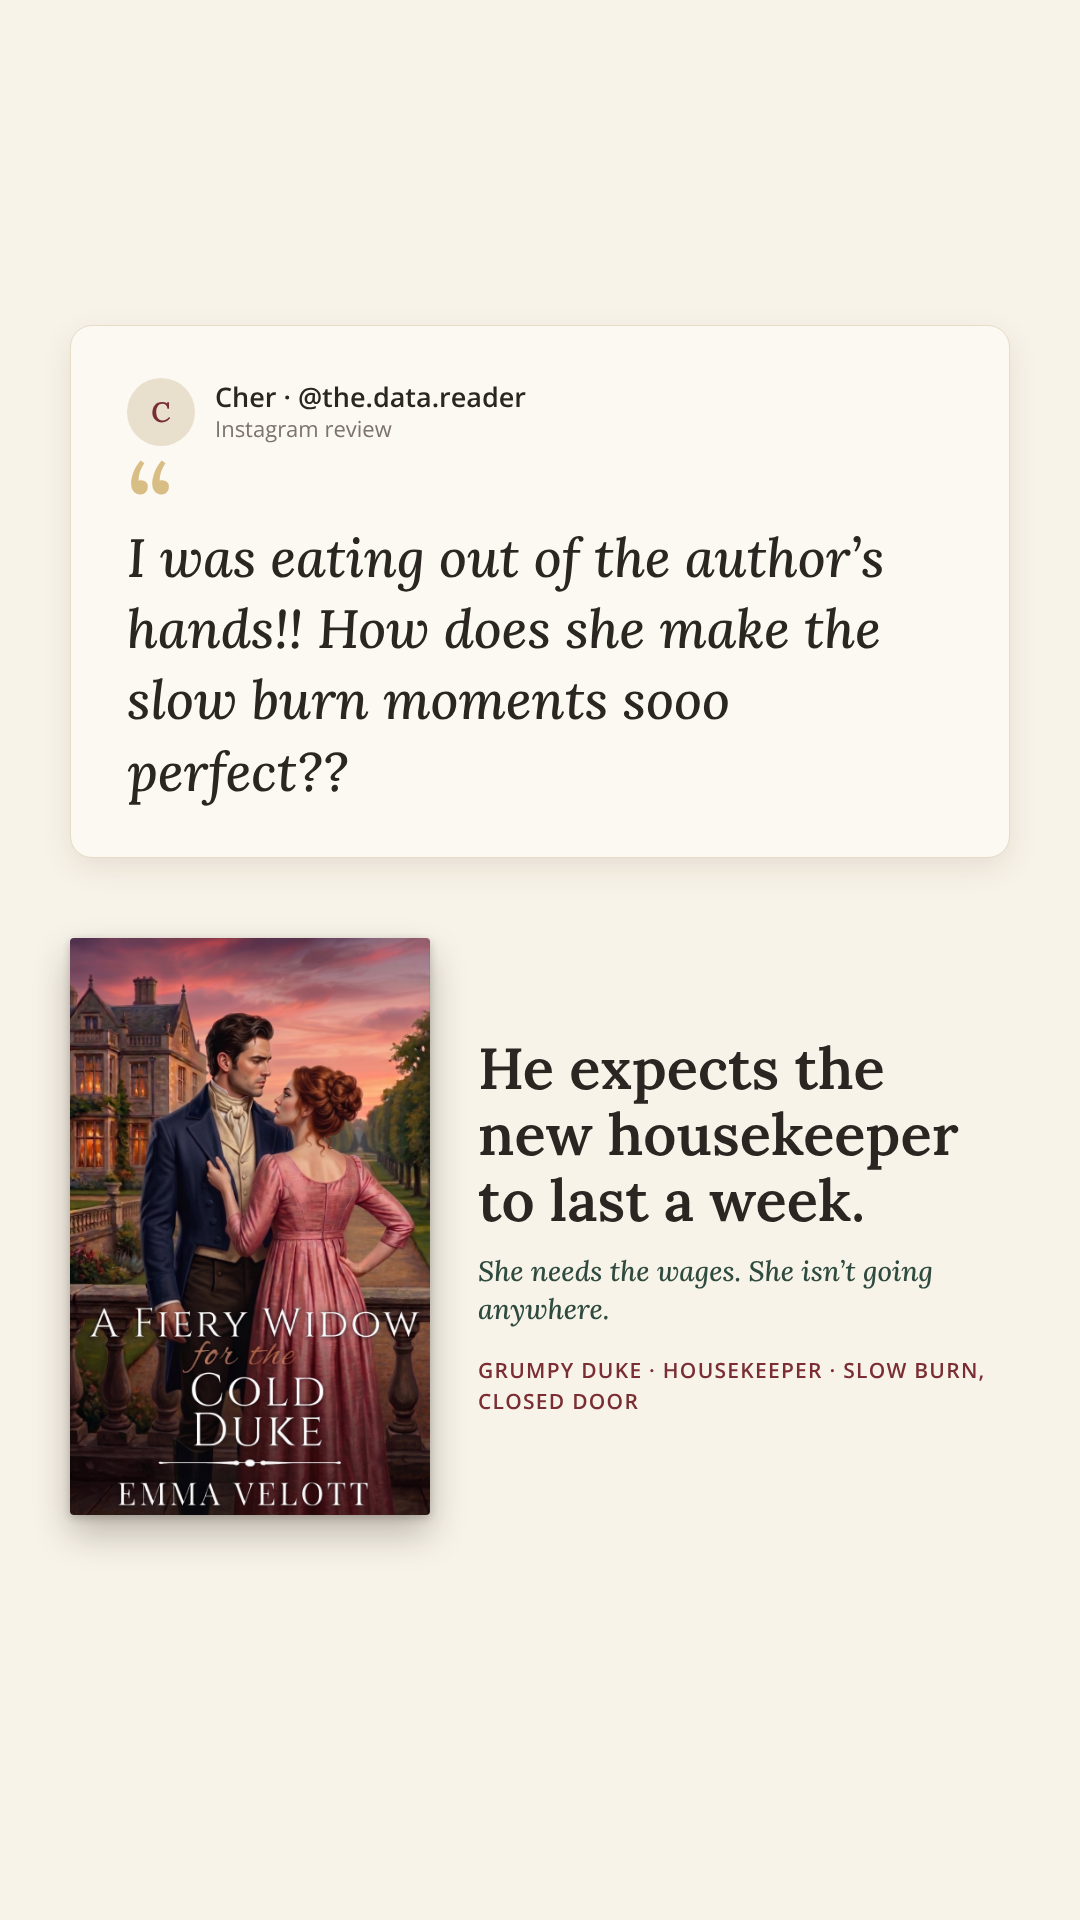 C
Cher · @the.data.reader
Instagram review
“
I was eating out of the author’s
hands!! How does she make the
slow burn moments sooo
perfect??
A Fiery Widow
for the
Cold
Duke
EMMA VELOTT
He expects the
new housekeeper
to last a week.
She needs the wages. She isn’t going
anywhere.
GRUMPY DUKE · HOUSEKEEPER · SLOW BURN,
CLOSED DOOR